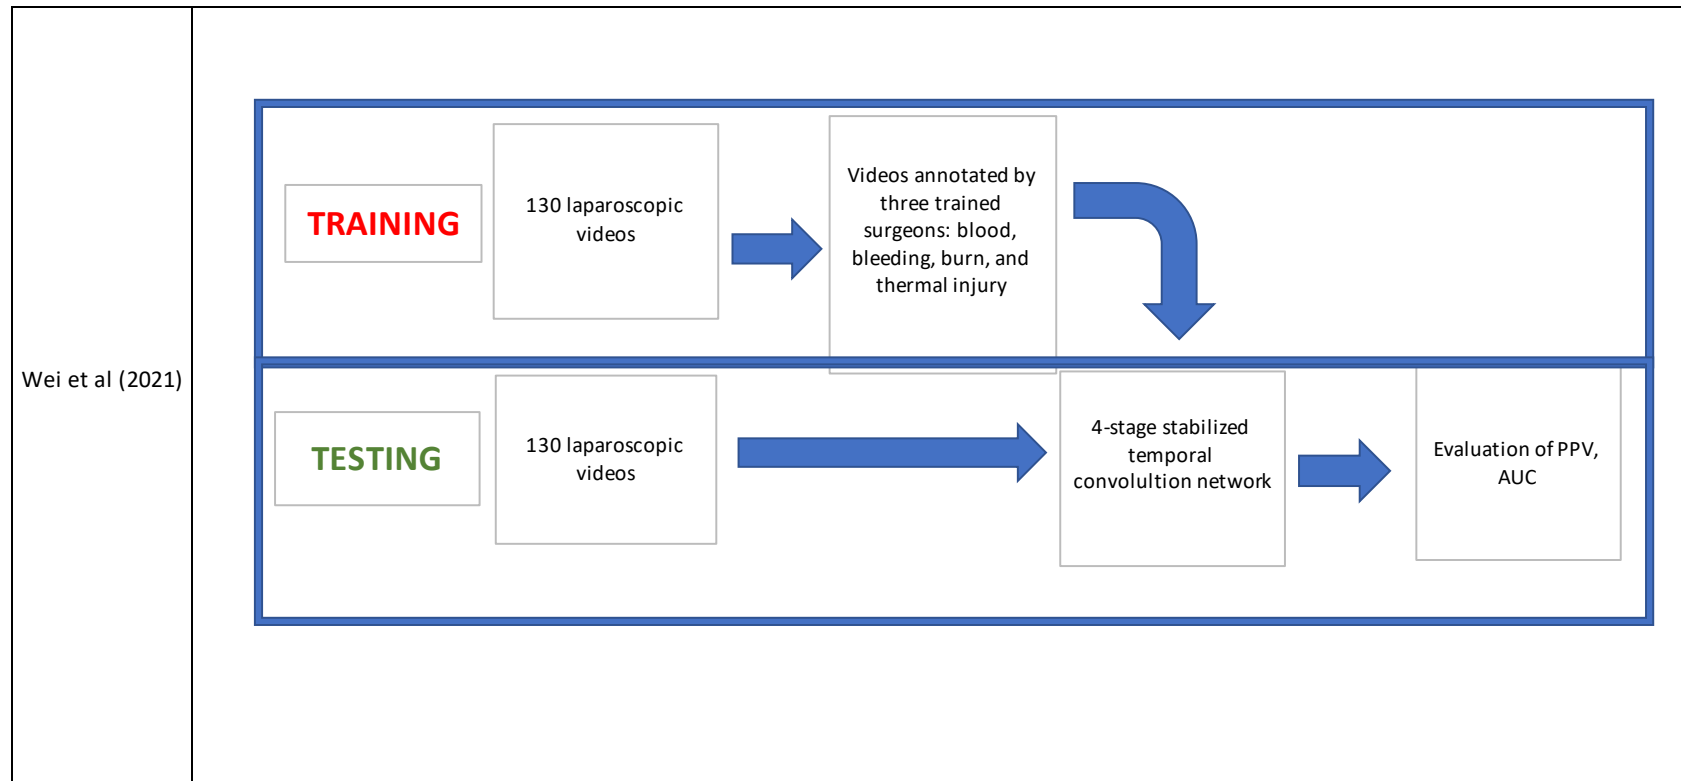 Wei et al (2021)
TRAINING
130 laparoscopic
videos
Videos annotated by
three trained
surgeons: blood,
bleeding, burn, and
thermal injury
TESTING
130 laparoscopic
videos
4-stage stabilized
temporal
convolultion network
Evaluation of PPV,
AUC